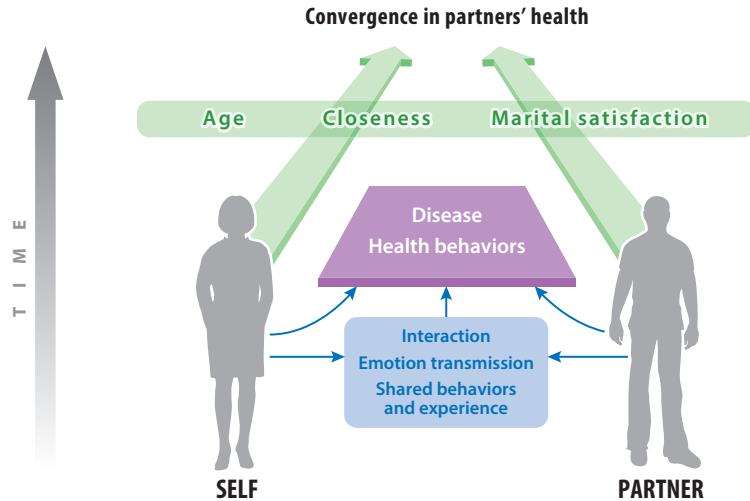 Convergence in partners’ health
Age Closeness Marital satisfaction
TIME
Disease
Health behaviors
Interaction
Emotion transmission
Shared behaviors
and experience
SELF
PARTNER